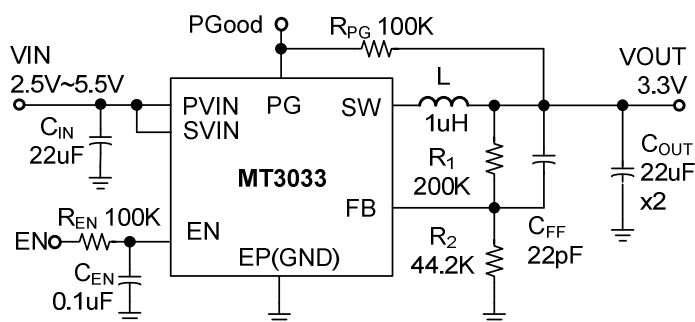 PGood
RPG 100K
VIN
2.5V~5.5V
L
VOUT
3.3V
PVIN
PG
SW
SVIN
1uH
CIN
22uF
R1
200K
COUT
22uF
x2
MT3033
FB
REN 100K
EN
EN
R2
44.2K
CFF
22pF
CEN
0.1uF
EP(GND)